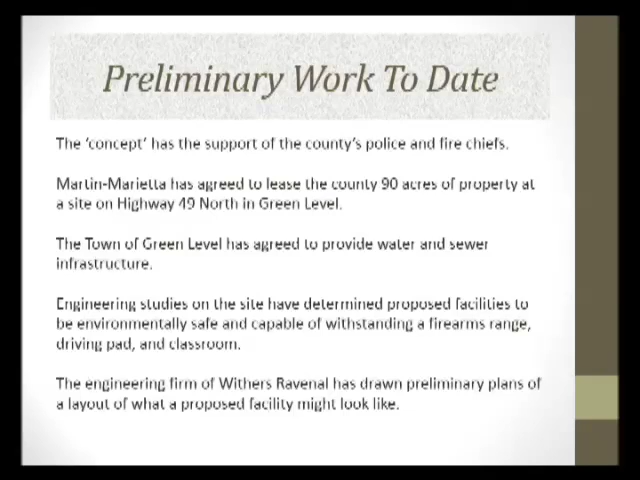 Preliminary Work To Date
The ‘concept’ has the support of the county’s police and fire chiefs.
Martin-Marietta has agreed to lease the county 90 acres of property at
a site on Highway 49 North in Green Level.
The Town of Green Level has agreed to provide water and sewer
infrastructure.
Engineering studies on the site have determined proposed facilities to
be environmentally safe and capable of withstanding a firearms range,
driving pad, and classroom.
The engineering firm of Withers Ravenal has drawn preliminary plans of
a layout of what a proposed facility might look like.